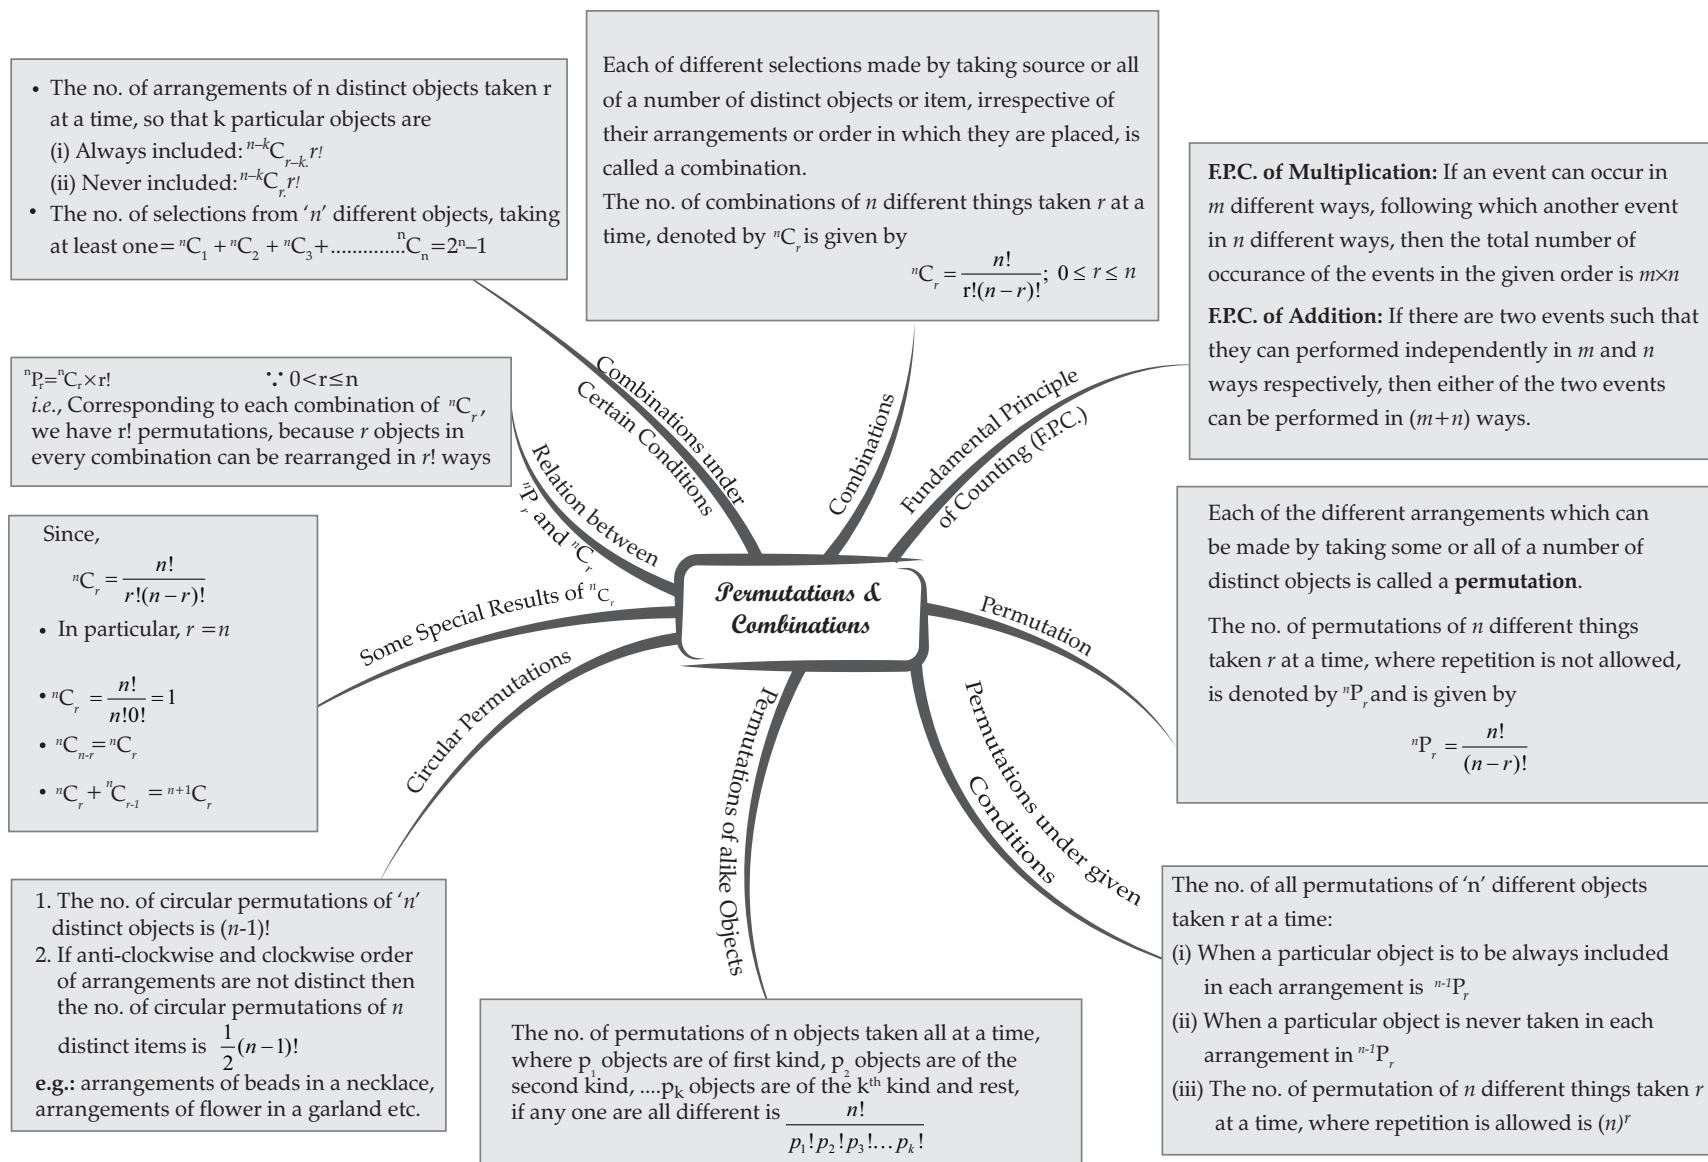 • The no. of arrangements of n distinct objects taken r
at a time, so that k particular objects are
(i) Always included: ⁿ⁻ᵏC_{r–k}. r!
(ii) Never included: ⁿ⁻ᵏC_{r}. r!
• The no. of selections from ‘n’ different objects, taking
at least one = ⁿC₁ + ⁿC₂ + ⁿC₃ +..............ⁿCₙ = 2ⁿ–1
Each of different selections made by taking source or all
of a number of distinct objects or item, irrespective of
their arrangements or order in which they are placed, is
called a combination.
The no. of combinations of n different things taken r at a
time, denoted by ⁿCᵣ is given by
ⁿCᵣ = n!/r!(n – r)!; 0 ≤ r ≤ n
F.P.C. of Multiplication: If an event can occur in
m different ways, following which another event
in n different ways, then the total number of
occurance of the events in the given order is m×n
F.P.C. of Addition: If there are two events such that
they can performed independently in m and n
ways respectively, then either of the two events
can be performed in (m+n) ways.
ⁿPᵣ=ⁿCᵣ×r! ∵ 0<r≤n
i.e., Corresponding to each combination of ⁿCᵣ,
we have r! permutations, because r objects in
every combination can be rearranged in r! ways
Combinations under
Certain Conditions
Combinations
Fundamental Principle
of Counting (F.P.C.)
Relation between
ⁿPᵣ and ⁿCᵣ
Since,
ⁿCᵣ = n!/r!(n – r)!
• In particular, r = n
• ⁿCᵣ = n!/n!0! = 1
• ⁿC_{n-r} = ⁿCᵣ
• ⁿCᵣ + ⁿC_{r-1} = ⁿ⁺¹Cᵣ
Some Special Results of ⁿCᵣ
Permutations &
Combinations
Permutation
Each of the different arrangements which can
be made by taking some or all of a number of
distinct objects is called a permutation.
The no. of permutations of n different things
taken r at a time, where repetition is not allowed,
is denoted by ⁿPᵣ and is given by
ⁿPᵣ = n!/(n – r)!
Circular Permutations
Permutations of alike Objects
Permutations under given
Conditions
1. The no. of circular permutations of ‘n’
distinct objects is (n-1)!
2. If anti-clockwise and clockwise order
of arrangements are not distinct then
the no. of circular permutations of n
distinct items is 1/2 (n – 1)!
e.g.: arrangements of beads in a necklace,
arrangements of flower in a garland etc.
The no. of permutations of n objects taken all at a time,
where p₁ objects are of first kind, p₂ objects are of the
second kind, ....pₖ objects are of the kᵗʰ kind and rest,
if any one are all different is n!/p₁! p₂! p₃!... pₖ!
The no. of all permutations of ‘n’ different objects
taken r at a time:
(i) When a particular object is to be always included
in each arrangement is ⁿ⁻¹Pᵣ
(ii) When a particular object is never taken in each
arrangement in ⁿ⁻¹Pᵣ
(iii) The no. of permutation of n different things taken r
at a time, where repetition is allowed is (n)ʳ